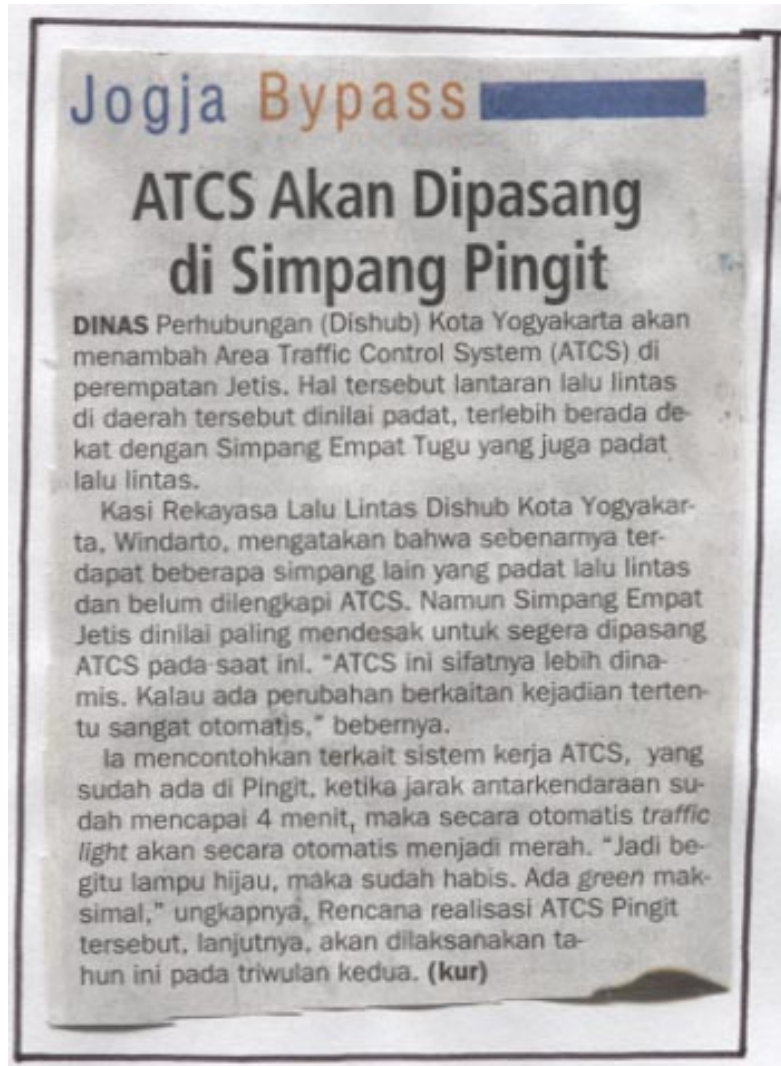 Jogja Bypass
ATCS Akan Dipasang
di Simpang Pingit
DINAS Perhubungan (Dishub) Kota Yogyakarta akan
menambah Area Traffic Control System (ATCS) di
perempatan Jetis. Hal tersebut lantaran lalu lintas
di daerah tersebut dinilai padat, terlebih berada de-
kat dengan Simpang Empat Tugu yang juga padat
lalu lintas.
Kasi Rekayasa Lalu Lintas Dishub Kota Yogyakar-
ta, Windarto, mengatakan bahwa sebenarnya ter-
dapat beberapa simpang lain yang padat lalu lintas
dan belum dilengkapi ATCS. Namun Simpang Empat
Jetis dinilai paling mendesak untuk segera dipasang
ATCS pada saat ini. “ATCS ini sifatnya lebih dina-
mis. Kalau ada perubahan berkaitan kejadian terten-
tu sangat otomatis,” bebernya.
Ia mencontohkan terkait sistem kerja ATCS, yang
sudah ada di Pingit, ketika jarak antarkendaraan su-
dah mencapai 4 menit, maka secara otomatis traffic
light akan secara otomatis menjadi merah. “Jadi be-
gitu lampu hijau, maka sudah habis. Ada green mak-
simal,” ungkapnya, Rencana realisasi ATCS Pingit
tersebut, lanjutnya, akan dilaksanakan ta-
hun ini pada triwulan kedua. (kur)